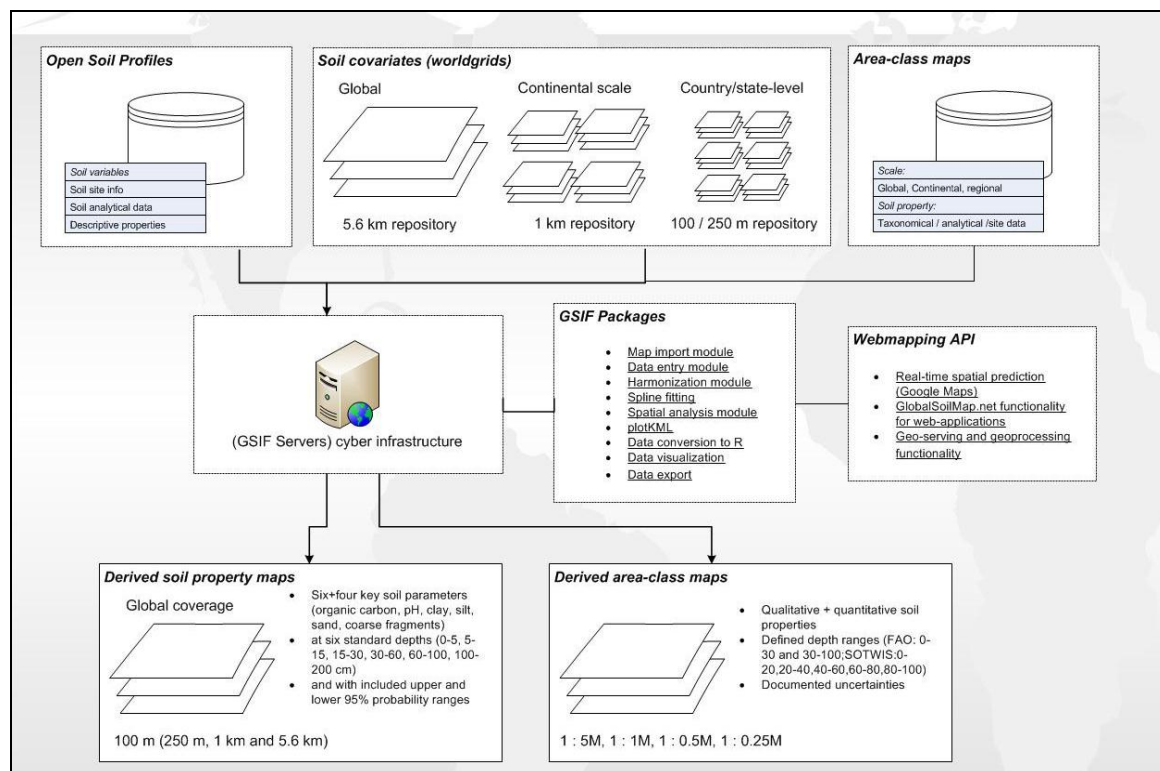 Open Soil Profiles
Soil variables
Soil site info
Soil analytical data
Descriptive properties
Soil covariates (worldgrids)
Global
5.6 km repository
Continental scale
1 km repository
Country/state-level
100 / 250 m repository
Area-class maps
Scale:
Global, Continental, regional
Soil property:
Taxonomical / analytical /site data
(GSIF Servers) cyber infrastructure
GSIF Packages
• Map import module
• Data entry module
• Harmonization module
• Spline fitting
• Spatial analysis module
• plotKML
• Data conversion to R
• Data visualization
• Data export
Webmapping API
• Real-time spatial prediction
(Google Maps)
• GlobalSoilMap.net functionality
for web-applications
• Geo-serving and geoprocessing
functionality
Derived soil property maps
Global coverage
• Six+four key soil parameters
(organic carbon, pH, clay, silt,
sand, coarse fragments)
• at six standard depths (0-5, 5-
15, 15-30, 30-60, 60-100, 100-
200 cm)
• and with included upper and
lower 95% probability ranges
100 m (250 m, 1 km and 5.6 km)
Derived area-class maps
• Qualitative + quantitative soil
properties
• Defined depth ranges (FAO: 0-
30 and 30-100;SOTWIS:0-
20,20-40,40-60,60-80,80-100)
• Documented uncertainties
1 : 5M, 1 : 1M, 1 : 0.5M, 1 : 0.25M